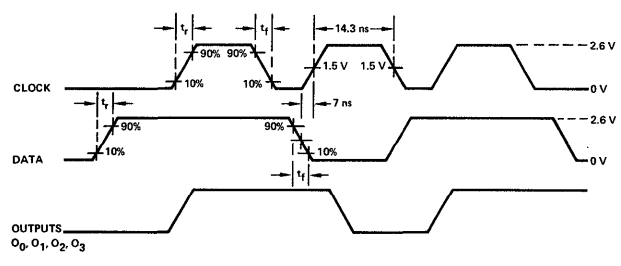 tr
tf
14.3 ns
90%
90%
2.6 V
1.5 V
1.5 V
10%
10%
CLOCK
0 V
tr
7 ns
90%
90%
2.6 V
10%
10%
DATA
0 V
tf
OUTPUTS
O0, O1, O2, O3